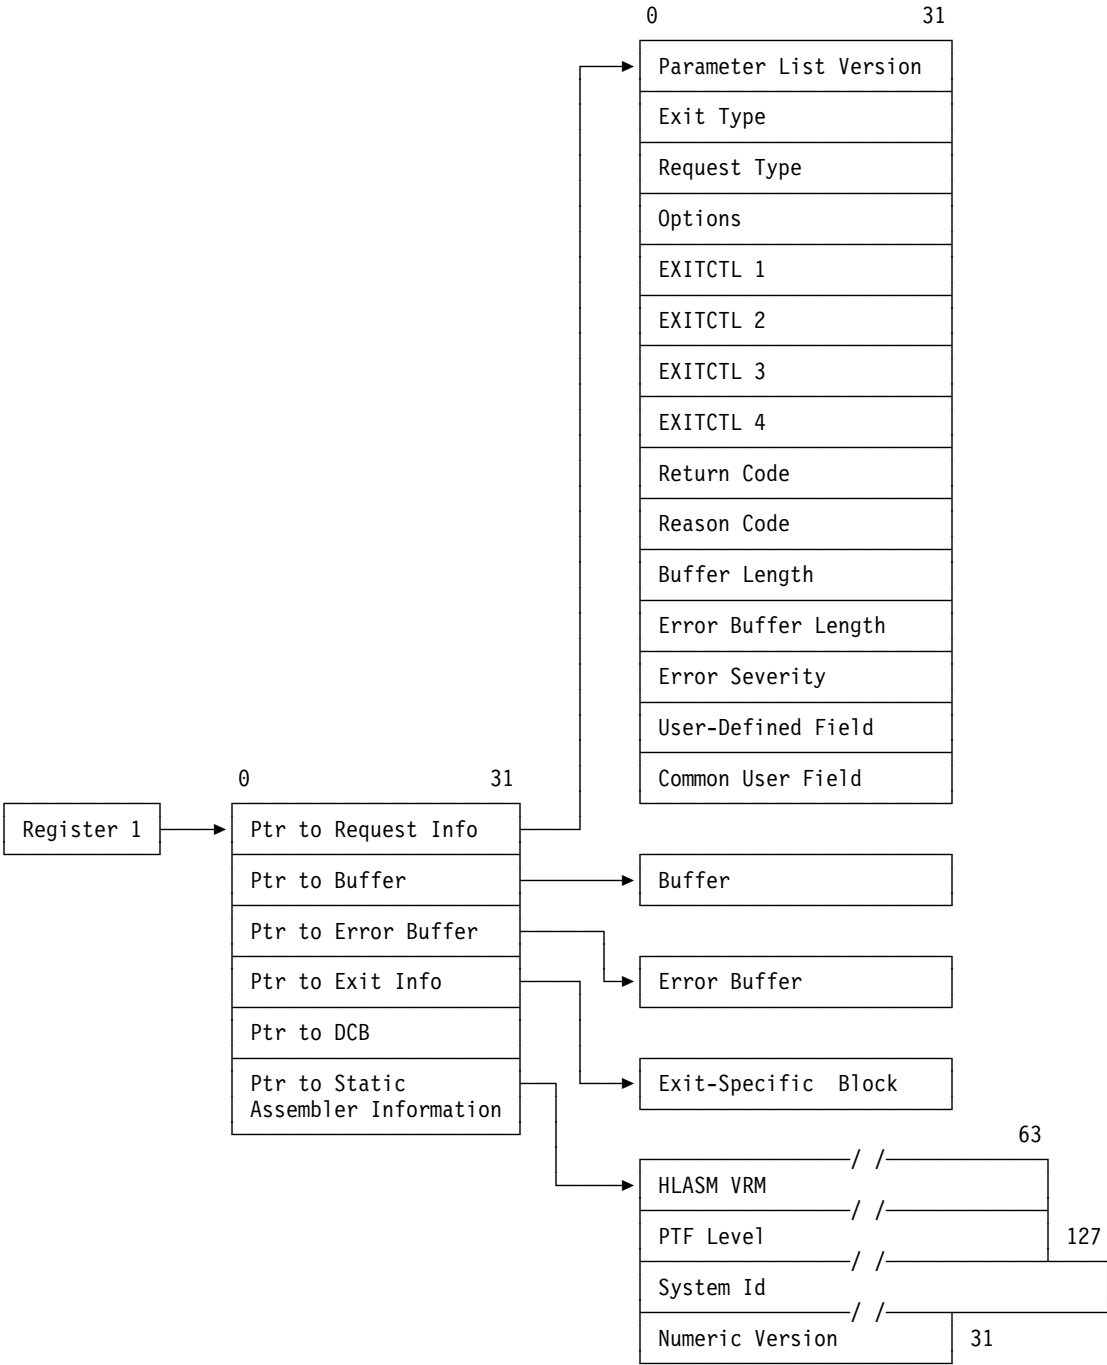 0 31
Parameter List Version
Exit Type
Request Type
Options
EXITCTL 1
EXITCTL 2
EXITCTL 3
EXITCTL 4
Return Code
Reason Code
Buffer Length
Error Buffer Length
Error Severity
User-Defined Field
Common User Field
0 31
Register 1
Ptr to Request Info
Ptr to Buffer
Ptr to Error Buffer
Ptr to Exit Info
Ptr to DCB
Ptr to Static
Assembler Information
Buffer
Error Buffer
Exit-Specific Block
63
HLASM VRM
PTF Level
127
System Id
Numeric Version
31